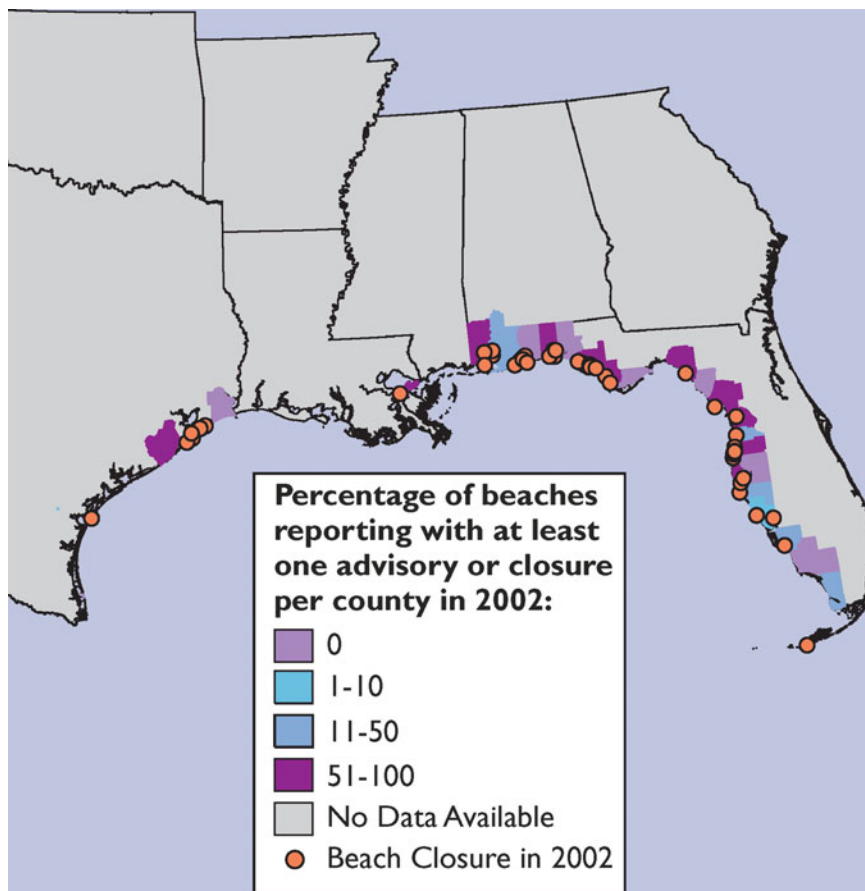 Percentage of beaches
reporting with at least
one advisory or closure
per county in 2002:
0
1-10
11-50
51-100
No Data Available
Beach Closure in 2002